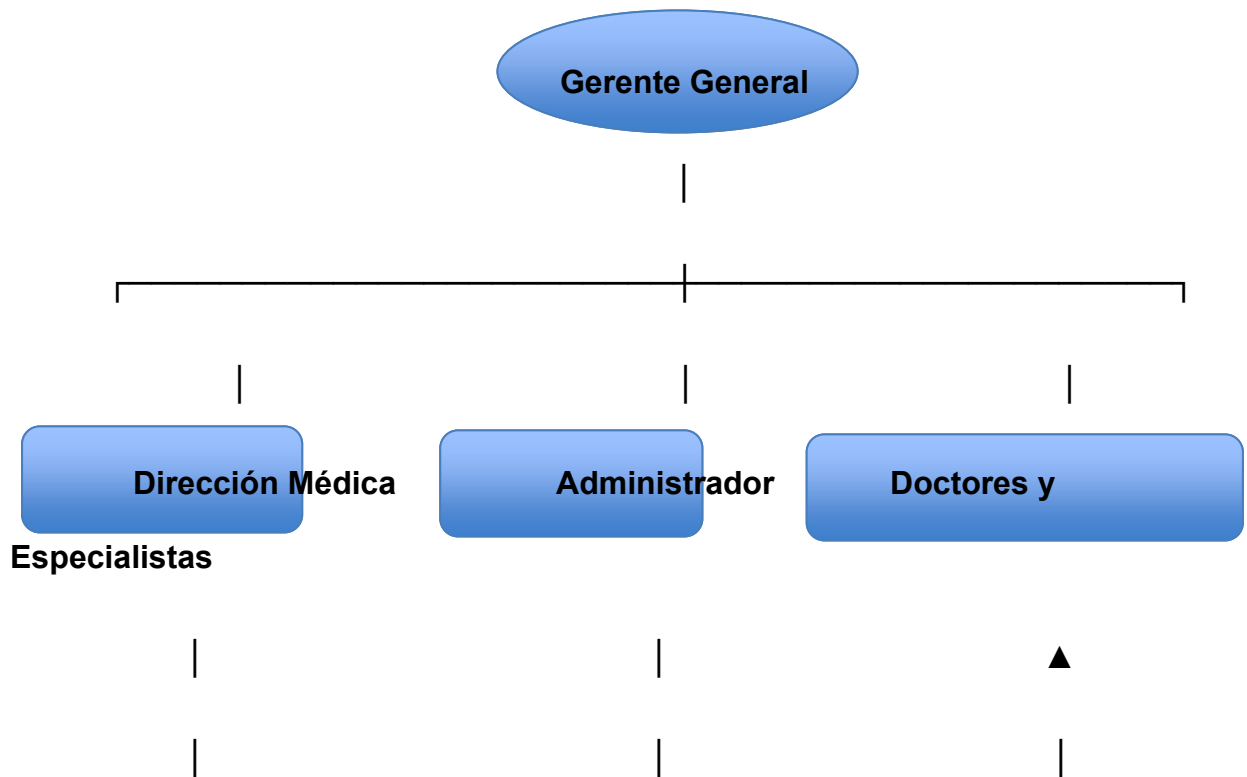 Gerente General
Dirección Médica Administrador Doctores y
Especialistas